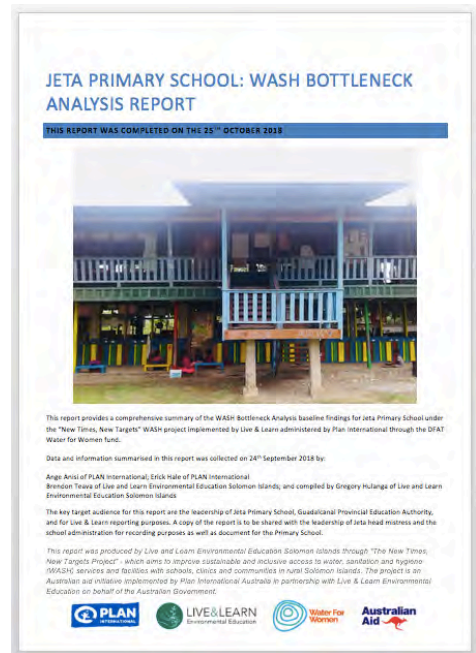 JETA PRIMARY SCHOOL: WASH BOTTLENECK
ANALYSIS REPORT
THIS REPORT WAS COMPLETED ON THE 25TH OCTOBER 2018
This report provides a comprehensive summary of the WASH Bottleneck Analysis baseline findings for Jeta Primary School under
the "New Times, New Targets" WASH project implemented by Live & Learn administered by Plan International through the DFAT
Water for Women fund.
Data and information summarised in this report was collected on 24th September 2018 by:
Ange Anisi of PLAN International; Erick Hale of PLAN International
Brendon Teava of Live and Learn Environmental Education Solomon Islands; and compiled by Gregory Hulanga of Live and Learn
Environmental Education Solomon Islands
The key target audience for this report are the leadership of Jeta Primary School, Guadalcanal Provincial Education Authority,
and for Live & Learn reporting purposes. A copy of the report is to be shared with the leadership of Jeta head mistress and the
school administration for recording purposes as well as document for the Primary School.
This report was produced by Live and Learn Environmental Education Solomon Islands through "The New Times,
New Targets Project" - which aims to improve sustainable and inclusive access to water, sanitation and hygiene
(WASH) services and facilities with schools, clinics and communities in rural Solomon Islands. The project is an
Australian aid initiative implemented by Plan International Australia in partnership with Live & Learn Environmental
Education on behalf of the Australian Government.
PLAN
INTERNATIONAL
LIVE&LEARN
Environmental Education
Water For
Women
Australian
Aid